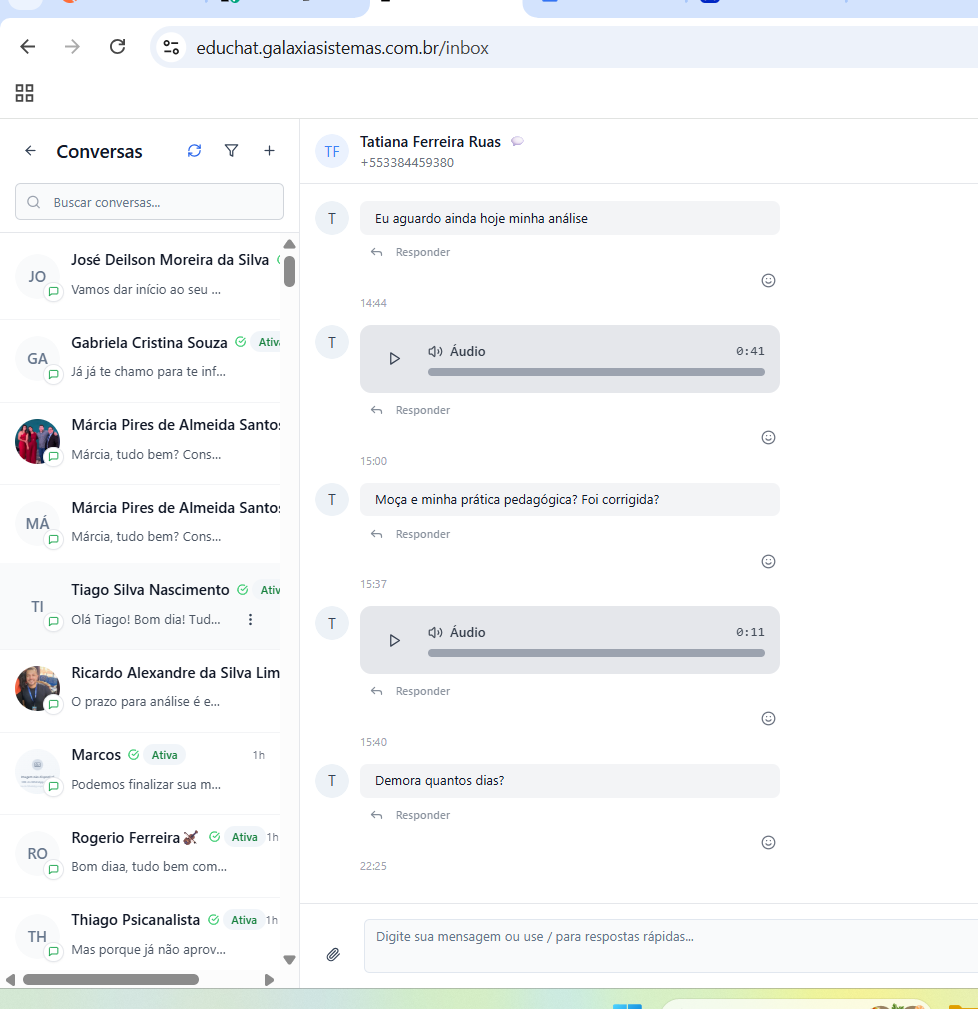 educhat.galaxiasistemas.com.br/inbox
Conversas
Buscar conversas...
JO
José Deilson Moreira da Silva
Vamos dar início ao seu ...
GA
Gabriela Cristina Souza
Ativa
Já já te chamo para te inf...
Márcia Pires de Almeida Santos
Márcia, tudo bem? Cons...
MÁ
Márcia Pires de Almeida Santos
Márcia, tudo bem? Cons...
TI
Tiago Silva Nascimento
Ativ
Olá Tiago! Bom dia! Tud...
Ricardo Alexandre da Silva Lim
O prazo para análise é e...
Marcos
Ativa
1h
Podemos finalizar sua m...
RO
Rogerio Ferreira🎻
Ativa
1h
Bom diaa, tudo bem com...
TH
Thiago Psicanalista
Ativa
1h
Mas porque já não aprov...
TF
Tatiana Ferreira Ruas
+553384459380
T
Eu aguardo ainda hoje minha análise
Responder
14:44
T
Áudio
0:41
Responder
15:00
T
Moça e minha prática pedagógica? Foi corrigida?
Responder
15:37
T
Áudio
0:11
Responder
15:40
T
Demora quantos dias?
Responder
22:25
Digite sua mensagem ou use / para respostas rápidas...